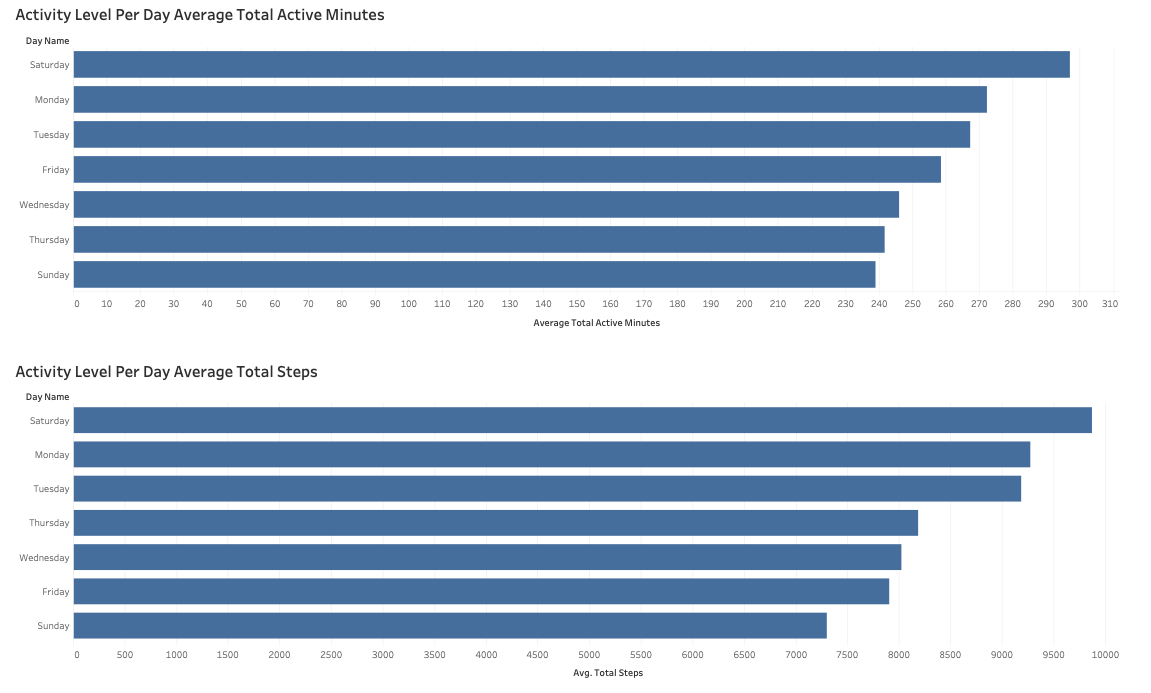 Activity Level Per Day Average Total Active Minutes
Day Name
Saturday
Monday
Tuesday
Friday
Wednesday
Thursday
Sunday
0 10 20 30 40 50 60 70 80 90 100 110 120 130 140 150 160 170 180 190 200 210 220 230 240 250 260 270 280 290 300 310
Average Total Active Minutes
Activity Level Per Day Average Total Steps
Day Name
Saturday
Monday
Tuesday
Thursday
Wednesday
Friday
Sunday
0 500 1000 1500 2000 2500 3000 3500 4000 4500 5000 5500 6000 6500 7000 7500 8000 8500 9000 9500 10000
Avg. Total Steps